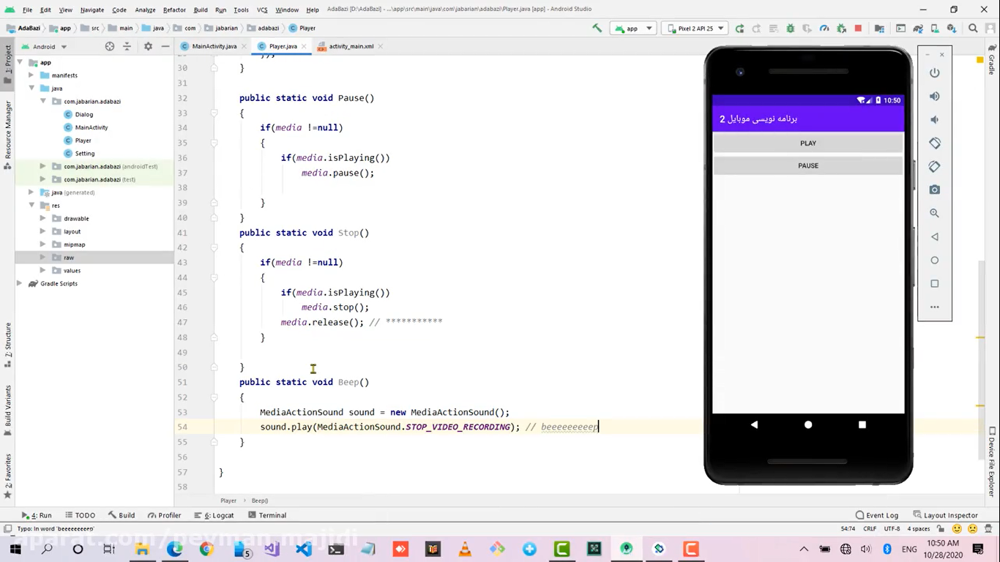 File Edit View Navigate Code Analyze Refactor Build Run Tools VCS Window Help AdaBazi [D:\AdaBazi] - ...\app\src\main\java\com\jabarian\adabazi\Player.java [app] - Android Studio
AdaBazi app src main java com jabarian adabazi Player app Pixel 2 API 25
Android MainActivity.java Player.java activity_main.xml
1: Project
Resource Manager
7: Structure
Build Variants
2: Favorites
app
manifests
java
com.jabarian.adabazi
Dialog
MainActivity
Player
Setting
com.jabarian.adabazi (androidTest)
com.jabarian.adabazi (test)
java (generated)
res
drawable
layout
mipmap
raw
values
Gradle Scripts
30 }
31
32 public static void Pause()
33 {
34 if(media !=null)
35 {
36 if(media.isPlaying())
37 media.pause();
38
39 }
40 }
41 public static void Stop()
42 {
43 if(media !=null)
44 {
45 if(media.isPlaying())
46 media.stop();
47 media.release(); // ***********
48 }
49
50 }
51 public static void Beep()
52 {
53 MediaActionSound sound = new MediaActionSound();
54 sound.play(MediaActionSound.STOP_VIDEO_RECORDING); // beeeeeeeeep
55 }
56
57 }
58
Player Beep()
10:50
برنامه نویسی موبایل 2
PLAY
PAUSE
Gradle
Device File Explorer
4: Run TODO Build Profiler 6: Logcat Terminal Event Log Layout Inspector
Typo: In word 'beeeeeeeeep' 54:74 CRLF UTF-8 4 spaces
5 ENG 10:50 AM
10/28/2020